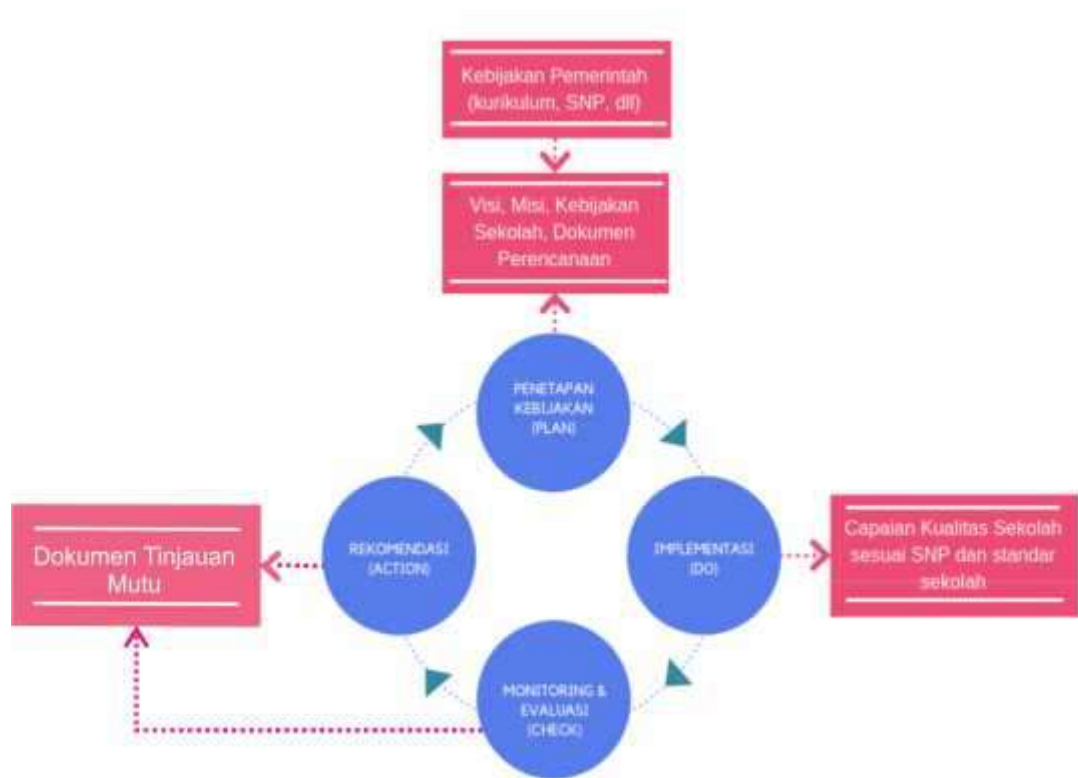 Kebijakan Pemerintah
(kurikulum, SNP, dll)
Visi, Misi, Kebijakan
Sekolah, Dokumen
Perencanaan
PENETAPAN
KEBIJAKAN
(PLAN)
REKOMENDASI
(ACTION)
IMPLEMENTASI
(DO)
MONITORING &
EVALUASI
(CHECK)
Dokumen Tinjauan
Mutu
Capaian Kualitas Sekolah
sesuai SNP dan standar
sekolah